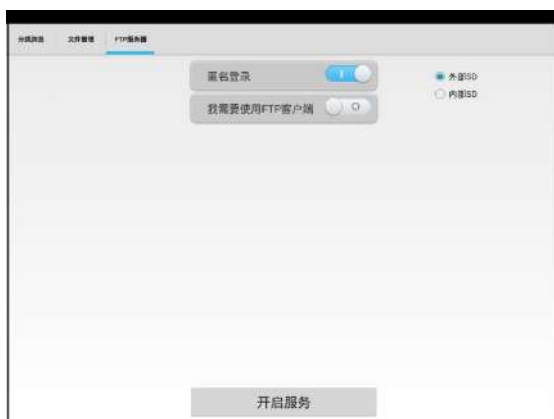 分类浏览 文件管理 FTP服务器
匿名登录
外部SD
我需要使用FTP客户端
内部SD
开启服务